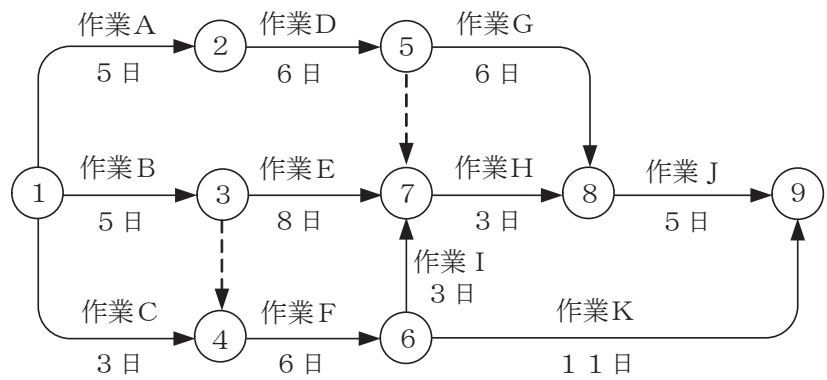 作業A 作業D 作業G
② ⑤
5日 6日 6日
作業B 作業E 作業H 作業J
① ③ ⑦ ⑧ ⑨
5日 8日 3日 5日
作業I
3日
作業C 作業F 作業K
④ ⑥
3日 6日 11日